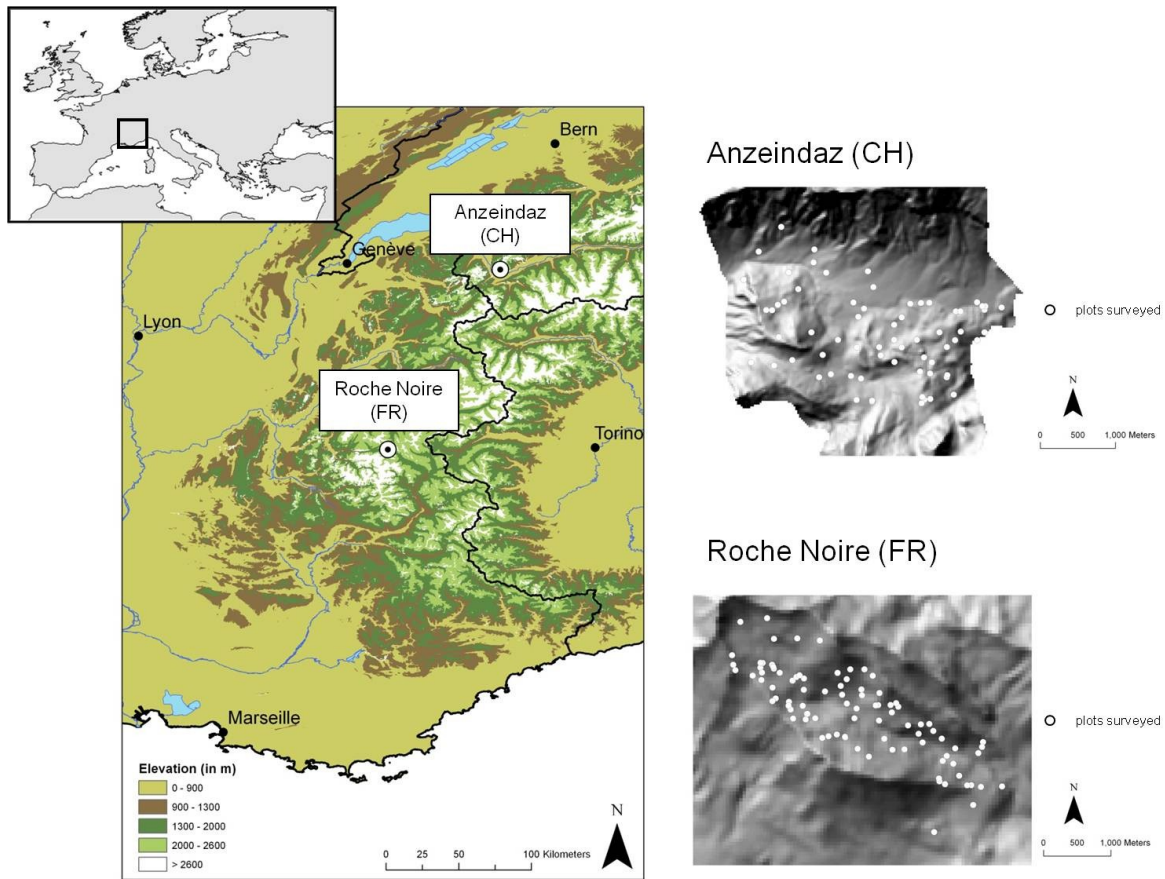 Bern
Anzeindaz
(CH)
Genève
Lyon
Roche Noire
(FR)
Torino
Marseille
Elevation (in m)
0 - 900
900 - 1300
1300 - 2000
2000 - 2600
> 2600
N
0 25 50 100 Kilometers
Anzeindaz (CH)
plots surveyed
N
0 500 1,000 Meters
Roche Noire (FR)
plots surveyed
N
0 500 1,000 Meters